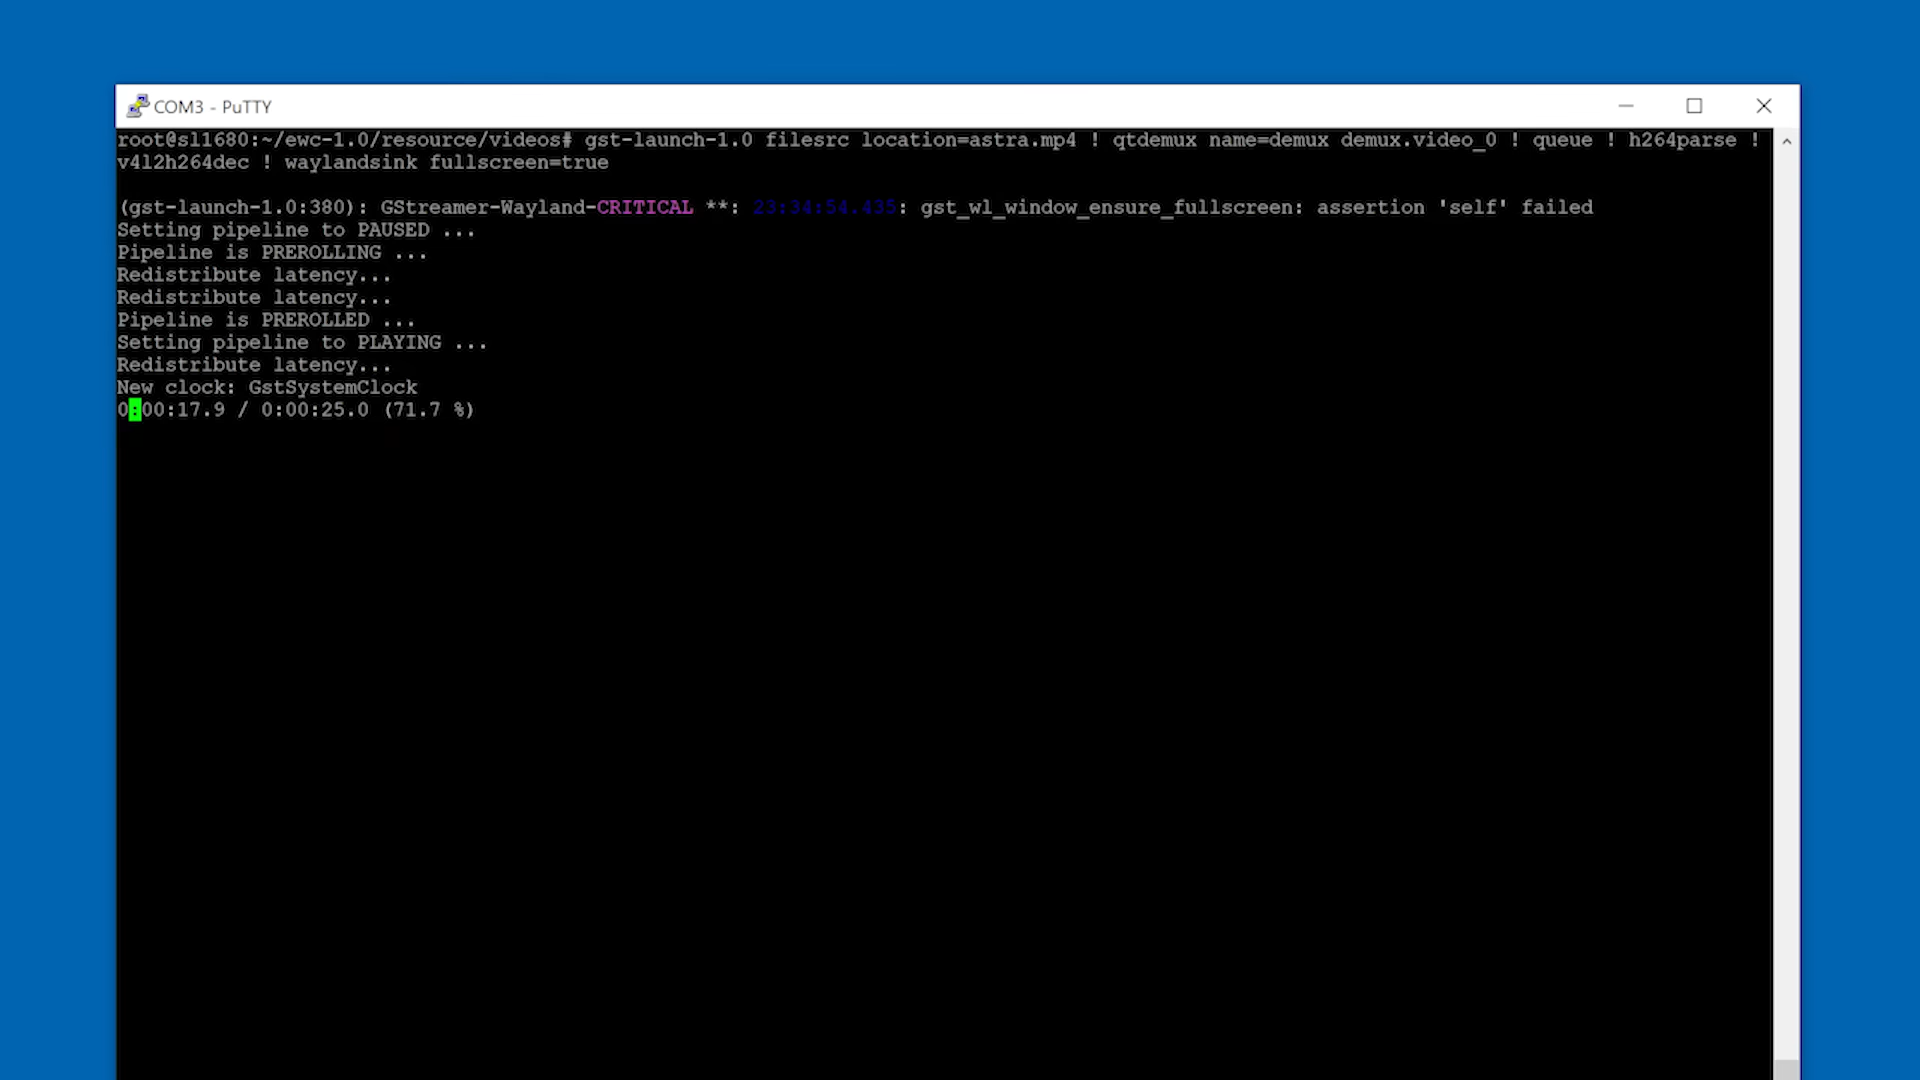 COM3 - PuTTY
root@sl1680:~/ewc-1.0/resource/videos# gst-launch-1.0 filesrc location=astra.mp4 ! qtdemux name=demux demux.video_0 ! queue ! h264parse !
v4l2h264dec ! waylandsink fullscreen=true
(gst-launch-1.0:380): GStreamer-Wayland-CRITICAL **: 23:34:54.435: gst_wl_window_ensure_fullscreen: assertion 'self' failed
Setting pipeline to PAUSED ...
Pipeline is PREROLLING ...
Redistribute latency...
Redistribute latency...
Pipeline is PREROLLED ...
Setting pipeline to PLAYING ...
Redistribute latency...
New clock: GstSystemClock
0:00:17.9 / 0:00:25.0 (71.7 %)